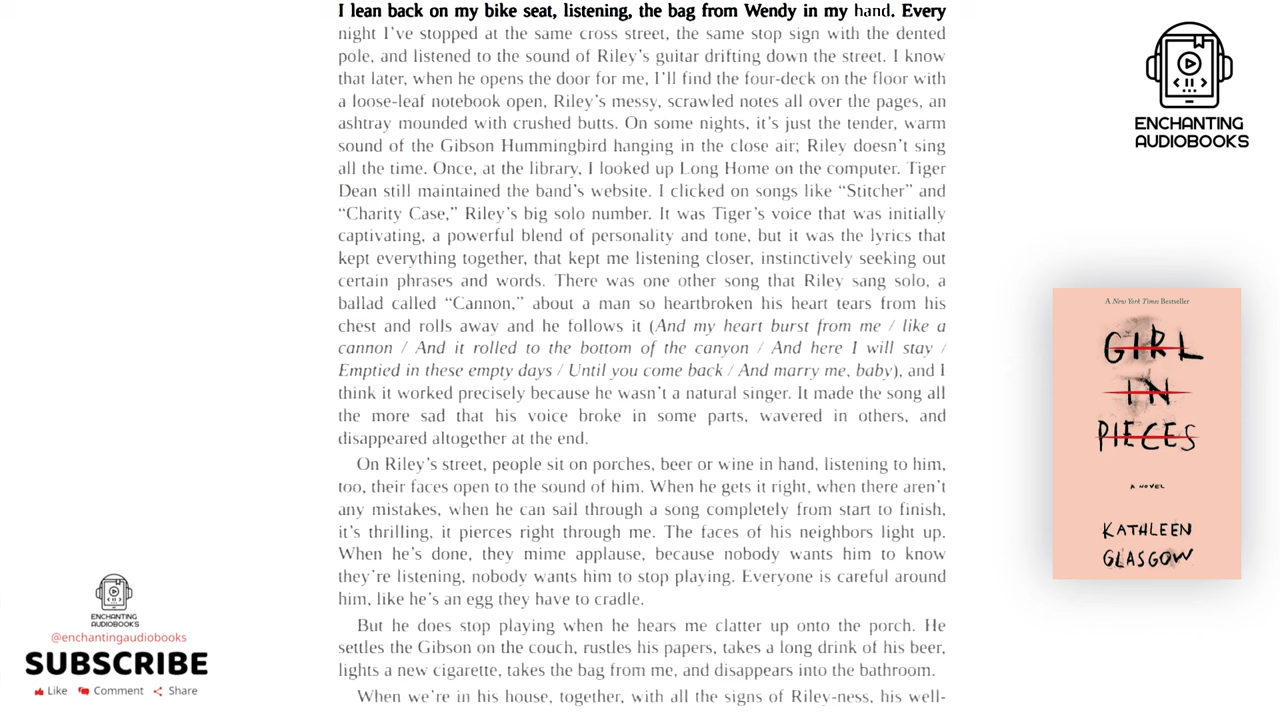 I lean back on my bike seat, listening, the bag from Wendy in my hand. Every
night I've stopped at the same cross street, the same stop sign with the dented
pole, and listened to the sound of Riley's guitar drifting down the street. I know
that later, when he opens the door for me, I'll find the four-deck on the floor with
a loose-leaf notebook open, Riley's messy, scrawled notes all over the pages, an
ashtray mounded with crushed butts. On some nights, it's just the tender, warm
sound of the Gibson Hummingbird hanging in the close air; Riley doesn't sing
all the time. Once, at the library, I looked up Long Home on the computer. Tiger
Dean still maintained the band's website. I clicked on songs like “Stitcher” and
“Charity Case,” Riley's big solo number. It was Tiger's voice that was initially
captivating, a powerful blend of personality and tone, but it was the lyrics that
kept everything together, that kept me listening closer, instinctively seeking out
certain phrases and words. There was one other song that Riley sang solo, a
ballad called “Cannon,” about a man so heartbroken his heart tears from his
chest and rolls away and he follows it (And my heart burst from me / like a
cannon / And it rolled to the bottom of the canyon / And here I will stay /
Emptied in these empty days / Until you come back / And marry me, baby), and I
think it worked precisely because he wasn't a natural singer. It made the song all
the more sad that his voice broke in some parts, wavered in others, and
disappeared altogether at the end.
On Riley's street, people sit on porches, beer or wine in hand, listening to him,
too, their faces open to the sound of him. When he gets it right, when there aren't
any mistakes, when he can sail through a song completely from start to finish,
it's thrilling, it pierces right through me. The faces of his neighbors light up.
When he's done, they mime applause, because nobody wants him to know
they're listening, nobody wants him to stop playing. Everyone is careful around
him, like he's an egg they have to cradle.
But he does stop playing when he hears me clatter up onto the porch. He
settles the Gibson on the couch, rustles his papers, takes a long drink of his beer,
lights a new cigarette, takes the bag from me, and disappears into the bathroom.
When we're in his house, together, with all the signs of Riley-ness, his well-
ENCHANTING
AUDIOBOOKS
A New York Times Bestseller
GIRL
IN
PIECES
A NOVEL
KATHLEEN
GLASGOW
ENCHANTING
AUDIOBOOKS
@enchantingaudiobooks
SUBSCRIBE
Like Comment Share